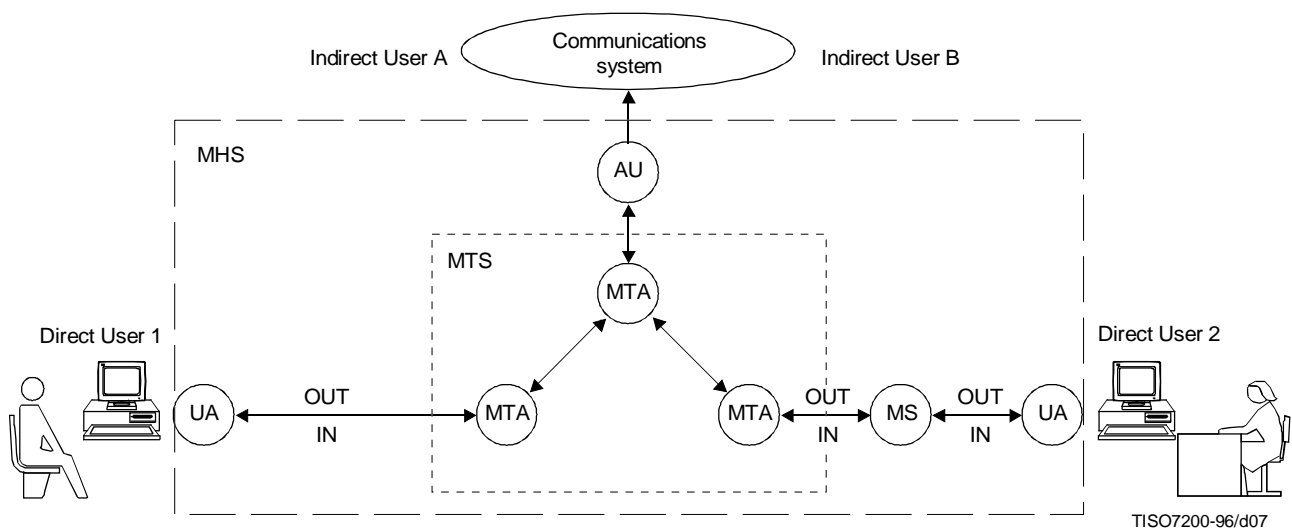 Communications
system
Indirect User A
Indirect User B
MHS
AU
MTS
MTA
Direct User 1
Direct User 2
UA
OUT
IN
MTA
MTA
OUT
IN
MS
OUT
IN
UA
TISO7200-96/d07